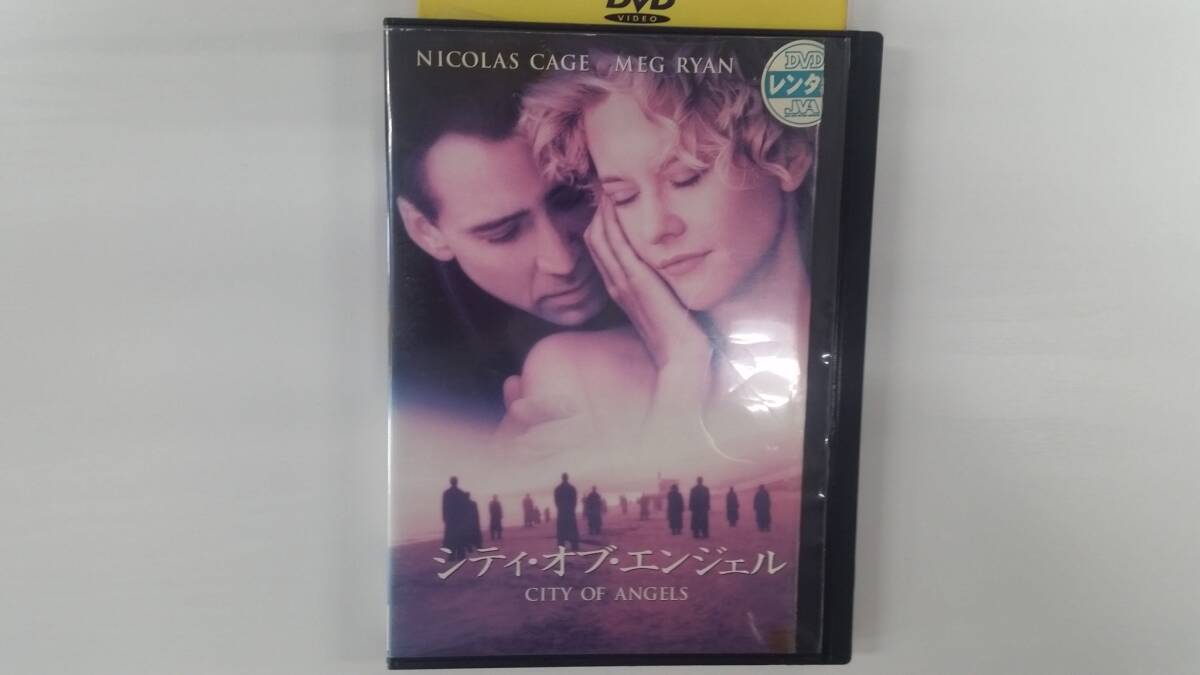 DVD
VIDEO
NICOLAS CAGE MEG RYAN
DVD
レンタ
JVA
シティ・オブ・エンジェル
CITY OF ANGELS